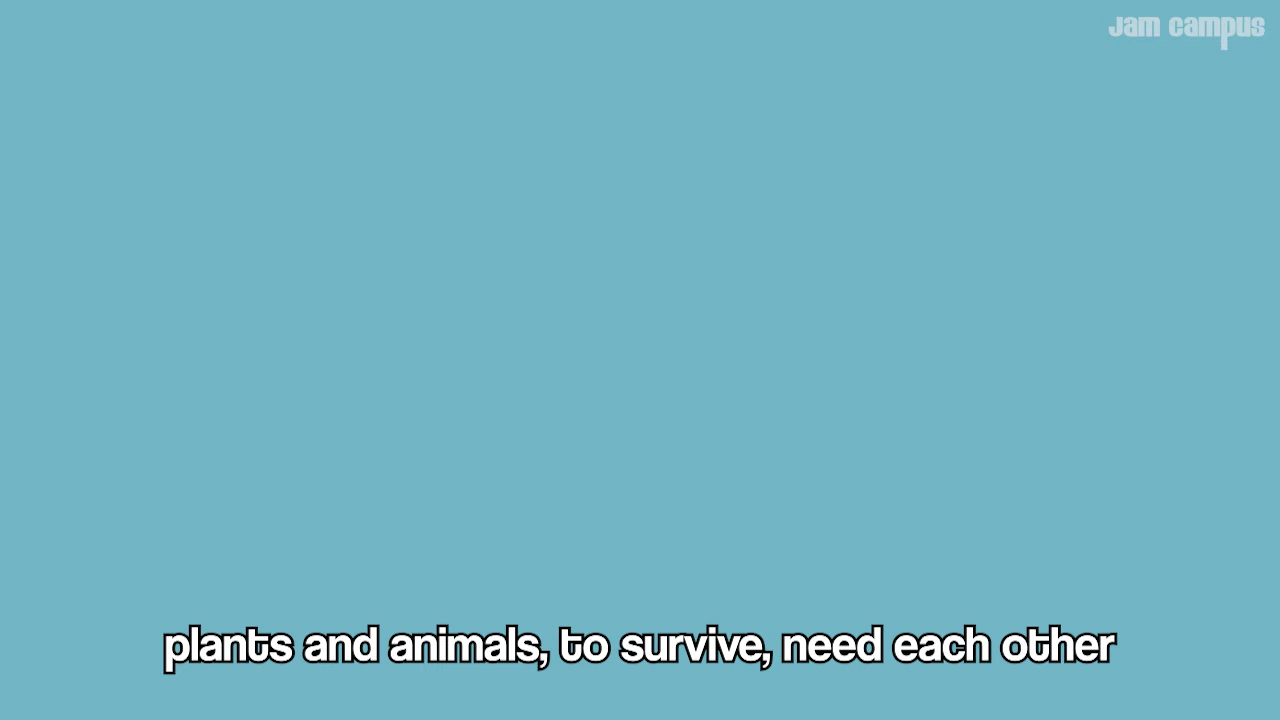 Jam campus
plants and animals, to survive, need each other